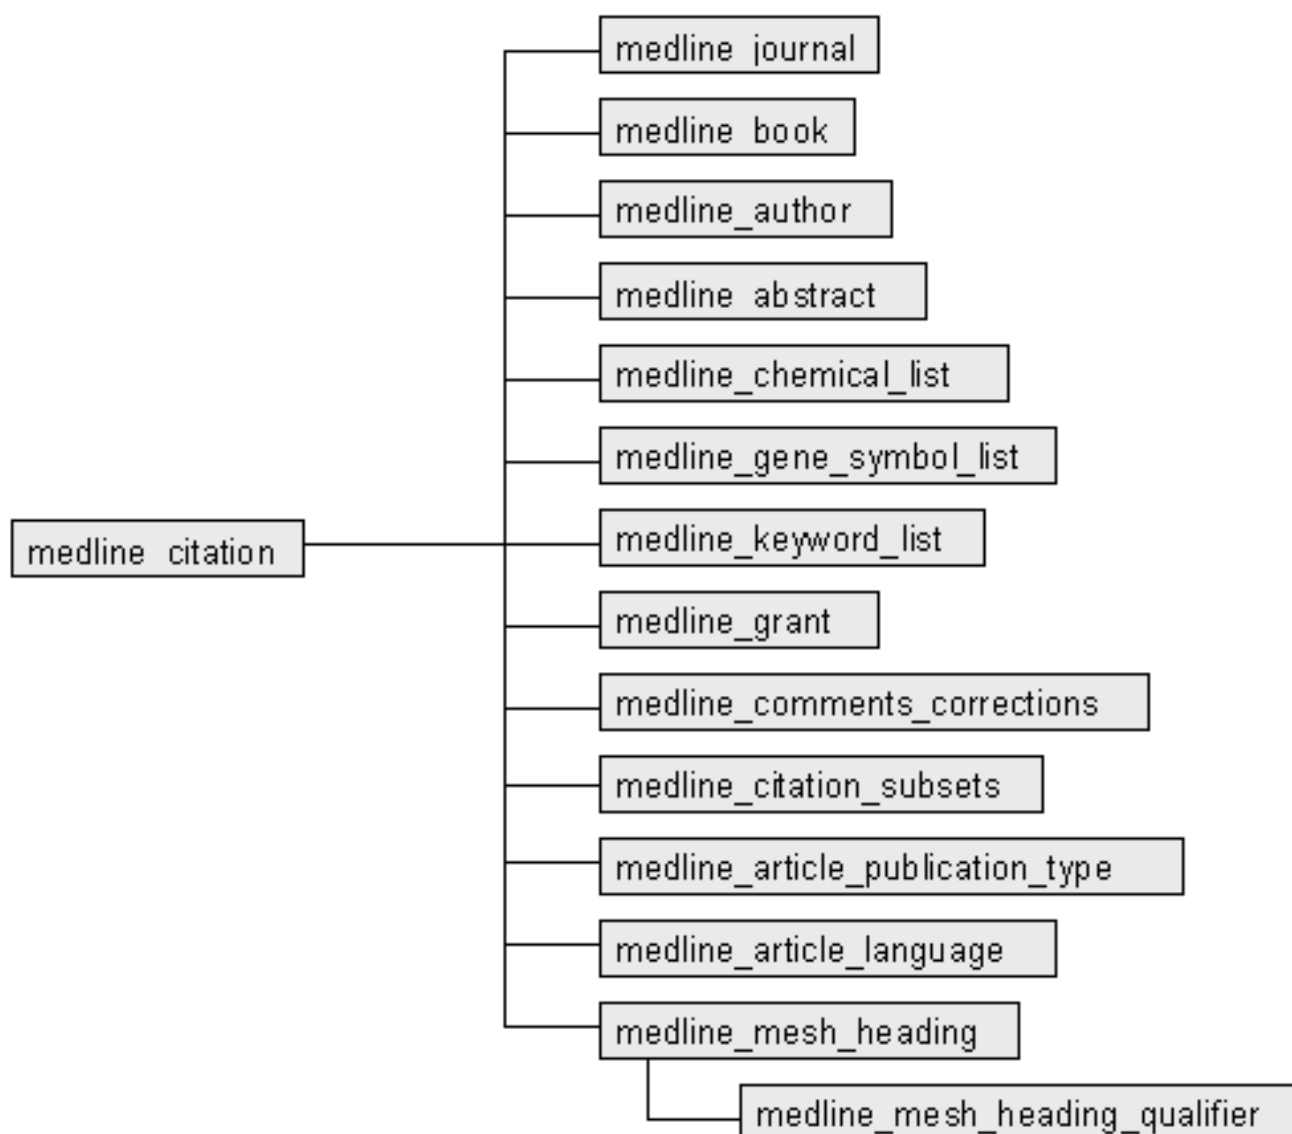 medline journal
medline book
medline_author
medline abstract
medline_chemical_list
medline_gene_symbol_list
medline_keyword_list
medline citation
medline_grant
medline_comments_corrections
medline_citation_subsets
medline_article_publication_type
medline_article_language
medline_mesh_heading
medline_mesh_heading_qualifier